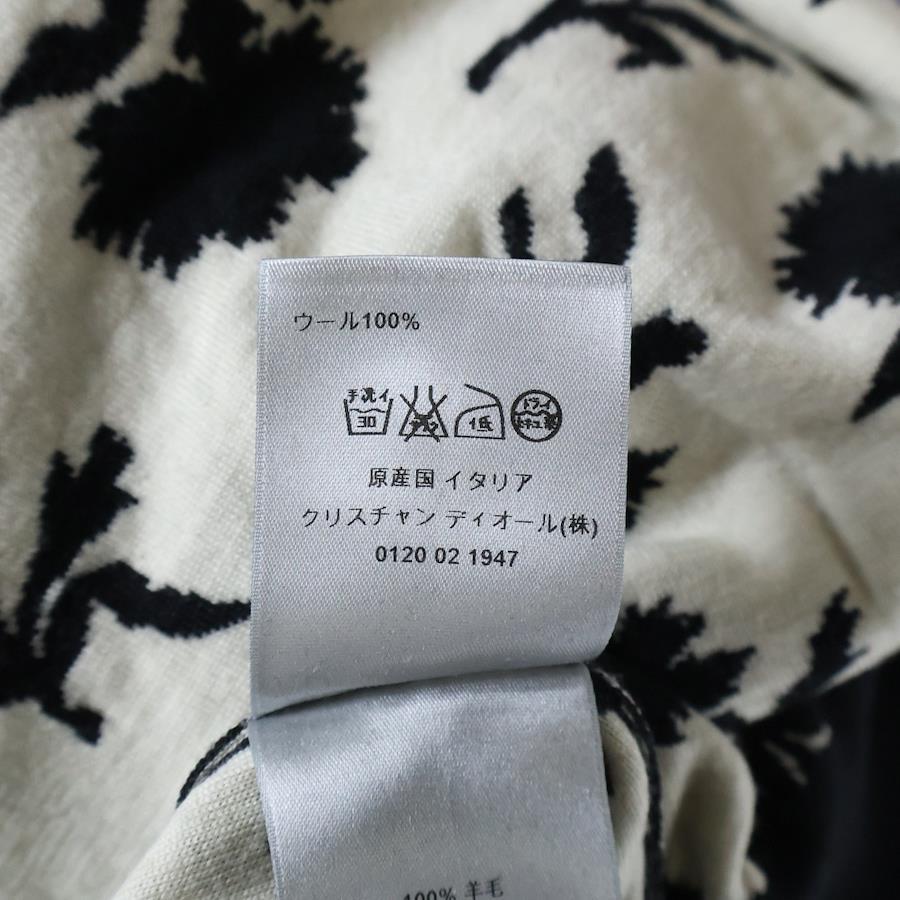 ウール100%
手洗イ
30
低
ドライ
原産国 イタリア
クリスチャン ディオール(株)
0120 02 1947
100% 羊毛